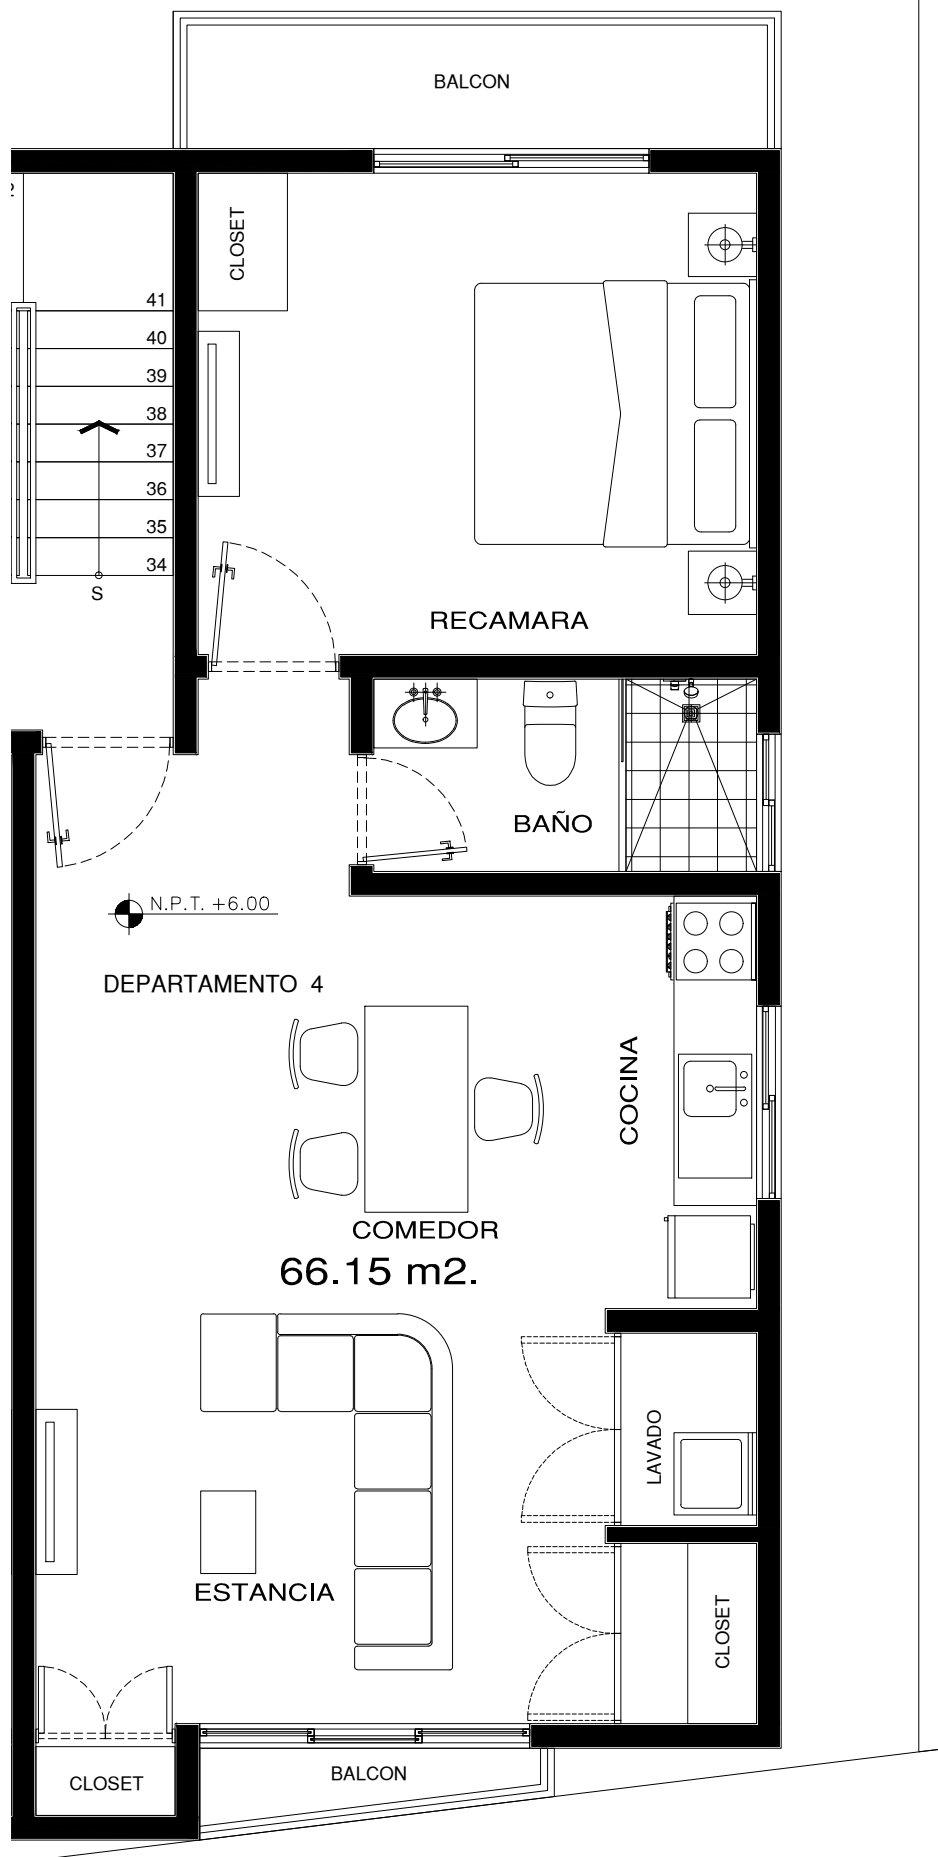 BALCON
CLOSET
41
40
39
38
37
36
35
34
S
RECAMARA
BAÑO
N.P.T. +6.00
DEPARTAMENTO 4
COCINA
COMEDOR
66.15 m2.
LAVADO
ESTANCIA
CLOSET
CLOSET
BALCON